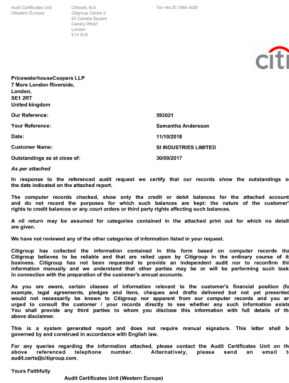 Audit Certificates Unit
(Western Europe)
Citibank, N.A.
Citigroup Centre 2
25 Canada Square
Canary Wharf
London
E14 5LB
Tel +44 20 7986
citi
PricewaterhouseCoopers LLP
7 More London Riverside,
London,
SE1 2RT
United kingdom
Our Reference: 593021
Your Reference: Samantha Andersson
Date: 11/10/2018
Customer Name: SI INDUSTRIES LIMITED
Outstandings as at close of: 30/09/2017
As per attached
In response to the referenced audit request we certify that our records show the outstandings o
the date indicated on the attached report.
The computer records checked, show only the credit or debit balances for the attached account
and do not record the purposes for which such balances are kept: the nature of the customer'
rights to credit balances or any court orders or third party rights affecting such balances.
A nil return may be assumed for categories contained in the attached print out for which no detail
are given.
We have not reviewed any of the other categories of information listed in your request.
Citigroup has collected the information contained in this form based on computer records th
Citigroup believes to be reliable and that are relied upon by Citigroup in the ordinary course of it
business. Citigroup has not been requested to provide an independent audit nor to reconfirm thi
information manually and we understand that other parties may be or will be performing such task
in connection with the preparation of the customer's annual accounts.
As you are aware, certain classes of information relevant to the customer's financial position (fo
example, legal opinions, acknowledgements, pledges and liens, cheques and drafts delivered but not yet presented
would not necessarily be known to Citigroup nor apparent from our computer records and you ar
urged to consult the customer / your records directly to see whether any such information exists
You shall provide any third parties to whom you disclose this information with full details of th
above disclaimer.
This is a system generated report and does not require manual signature. This letter shall b
governed by and construed in accordance with English law.
For any queries regarding the information attached, please contact the Audit Certificates Unit on th
above referenced telephone number. Alternatively, please send an email t
audit.certs@citigroup.com.
Yours Faithfully
Audit Certificates Unit (Western Europe)